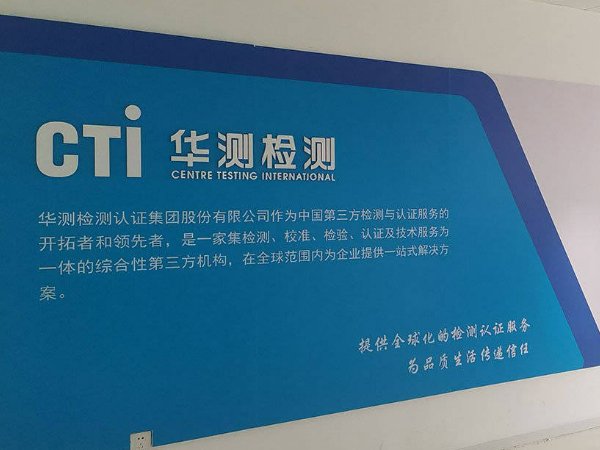 CTi 华测检测
CENTRE TESTING INTERNATIONAL
华测检测认证集团股份有限公司作为中国第三方检测与认证服务的
开拓者和领先者，是一家集检测、校准、检验、认证及技术服务为
一体的综合性第三方机构，在全球范围内为企业提供一站式解决方
案。
提供全球化的检测认证服务
为品质生活传递信任